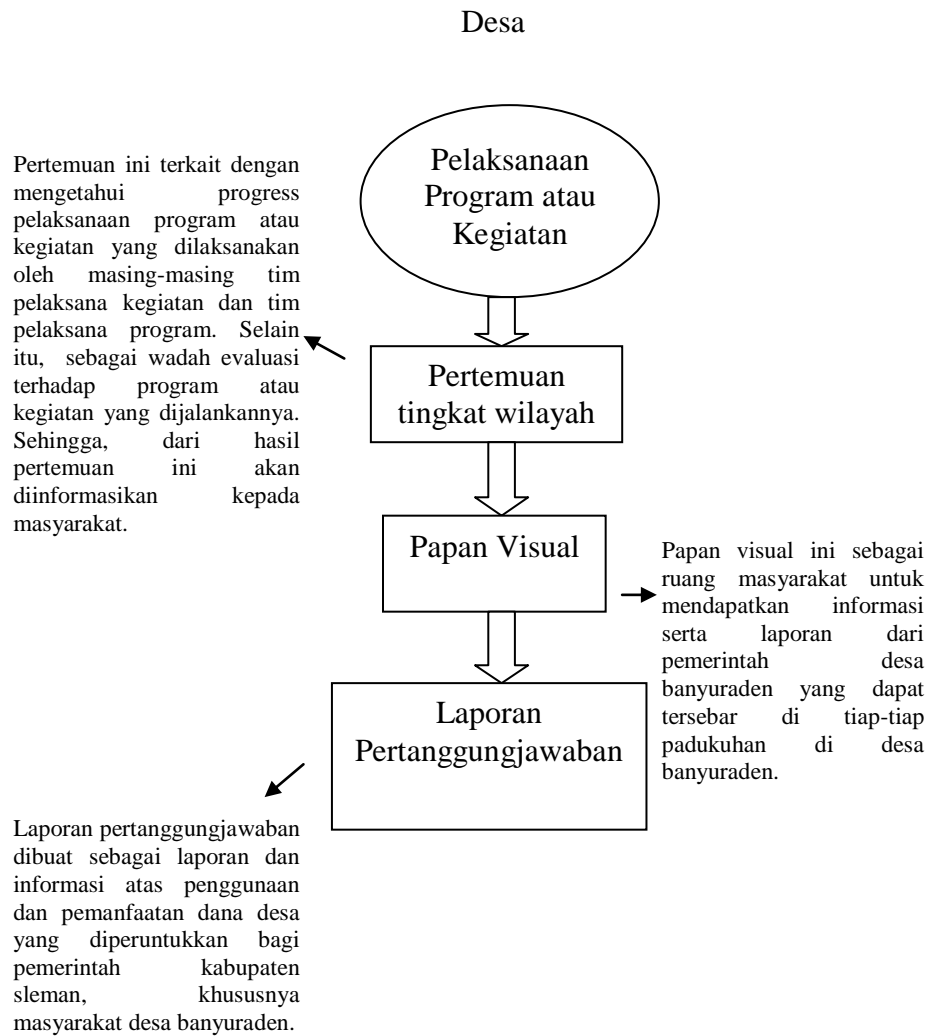 Desa
Pelaksanaan
Program atau
Kegiatan
Pertemuan ini terkait dengan
mengetahui progress
pelaksanaan program atau
kegiatan yang dilaksanakan
oleh masing-masing tim
pelaksana kegiatan dan tim
pelaksana program. Selain
itu, sebagai wadah evaluasi
terhadap program atau
kegiatan yang dijalankannya.
Sehingga, dari hasil
pertemuan ini akan
diinformasikan kepada
masyarakat.
Pertemuan
tingkat wilayah
Papan Visual
Papan visual ini sebagai
ruang masyarakat untuk
mendapatkan informasi
serta laporan dari
pemerintah desa
banyuraden yang dapat
tersebar di tiap-tiap
padukuhan di desa
banyuraden.
Laporan
Pertanggungjawaban
Laporan pertanggungjawaban
dibuat sebagai laporan dan
informasi atas penggunaan
dan pemanfaatan dana desa
yang diperuntukkan bagi
pemerintah kabupaten
sleman, khususnya
masyarakat desa banyuraden.